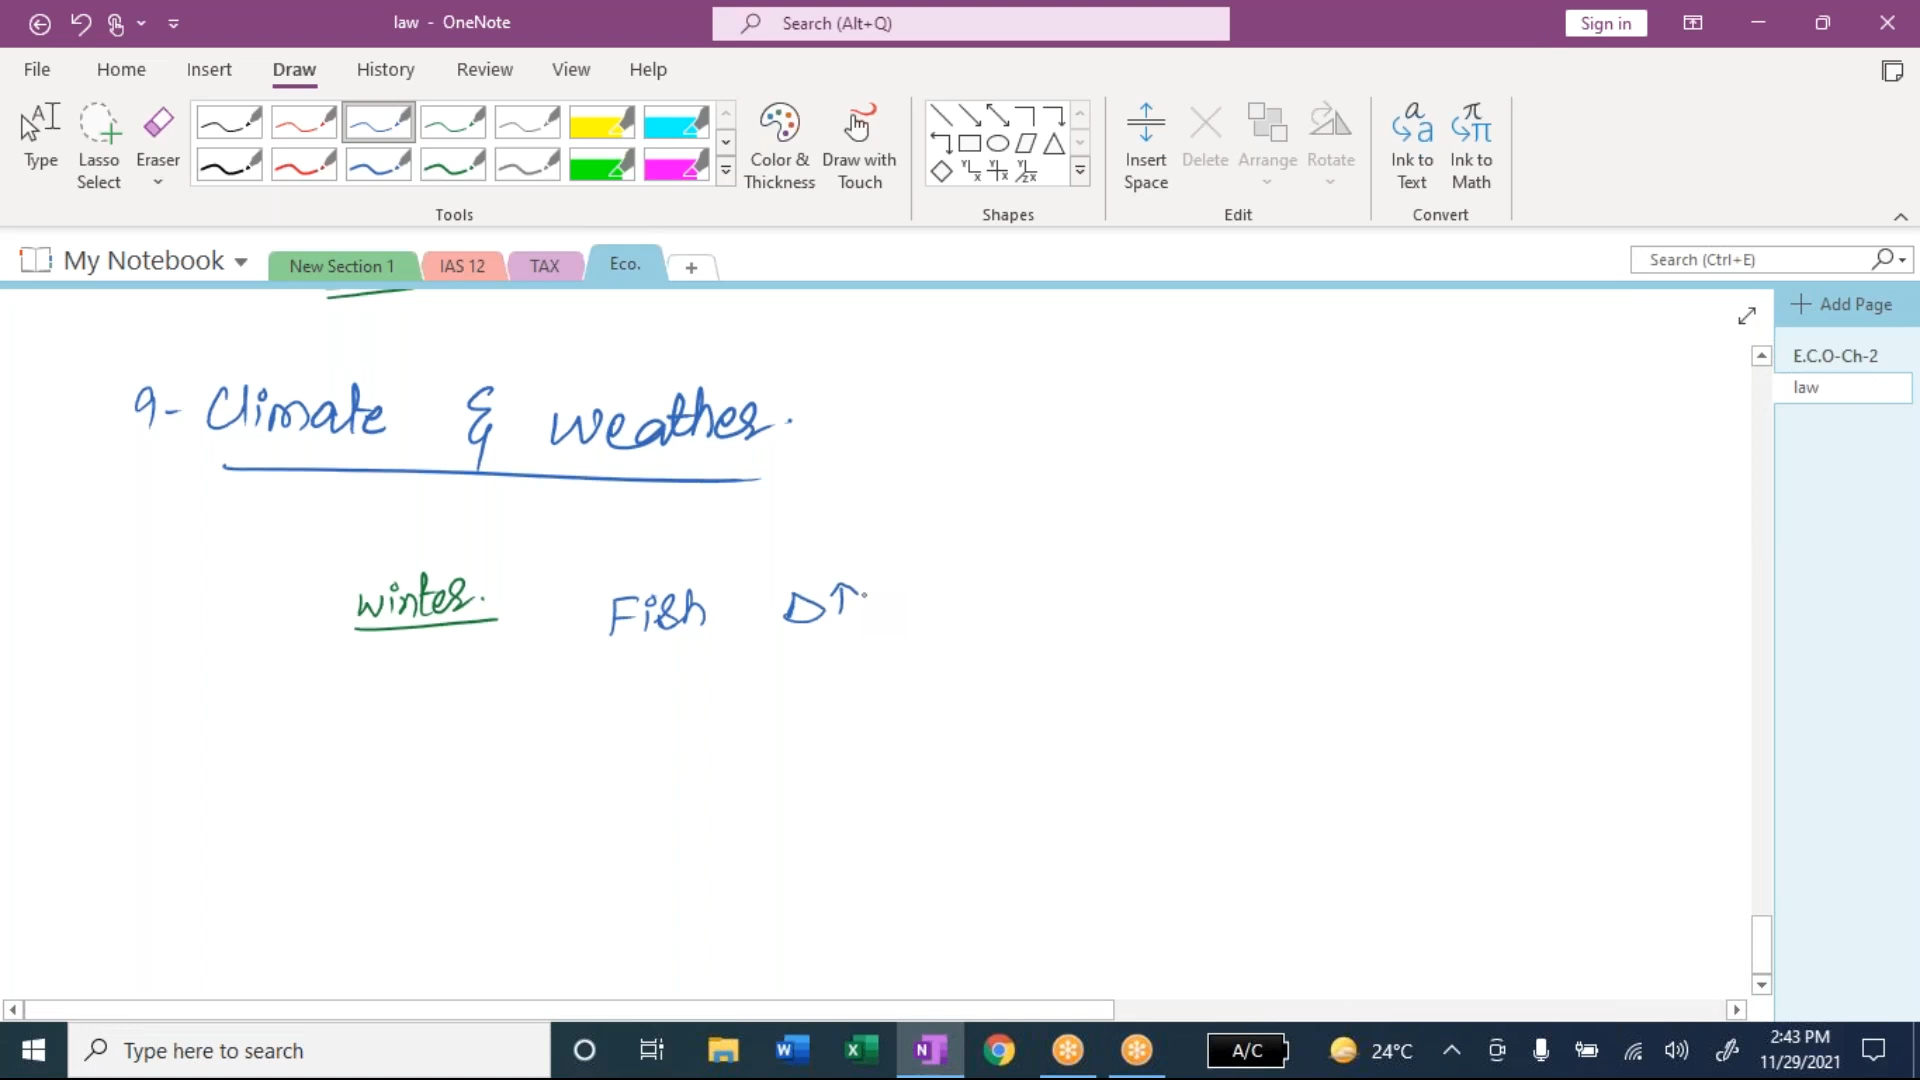 law - OneNote
Search (Alt+Q)
Sign in
File Home Insert Draw History Review View Help
Type
Lasso Select
Eraser
Color & Thickness
Draw with Touch
Insert Space
Delete
Arrange
Rotate
Ink to Text
Ink to Math
Tools Shapes Edit Convert
My Notebook New Section 1 IAS 12 TAX Eco. +
Search (Ctrl+E)
Add Page
E.C.O-Ch-2
law
9- Climate & weather.
winter. Fish D↑
Type here to search
A/C
24°C
2:43 PM
11/29/2021